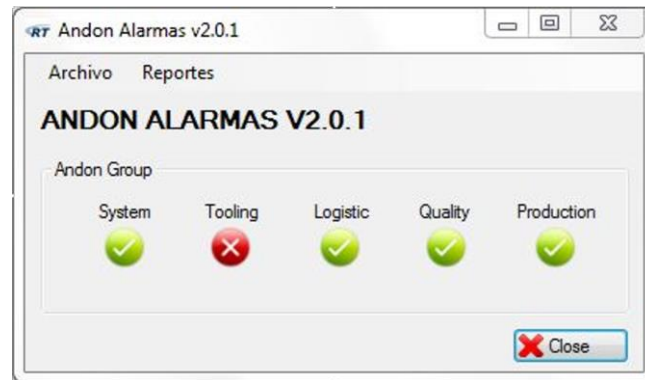 RT Andon Alarmas v2.0.1
Archivo Reportes
ANDON ALARMAS V2.0.1
Andon Group
System Tooling Logistic Quality Production
Close